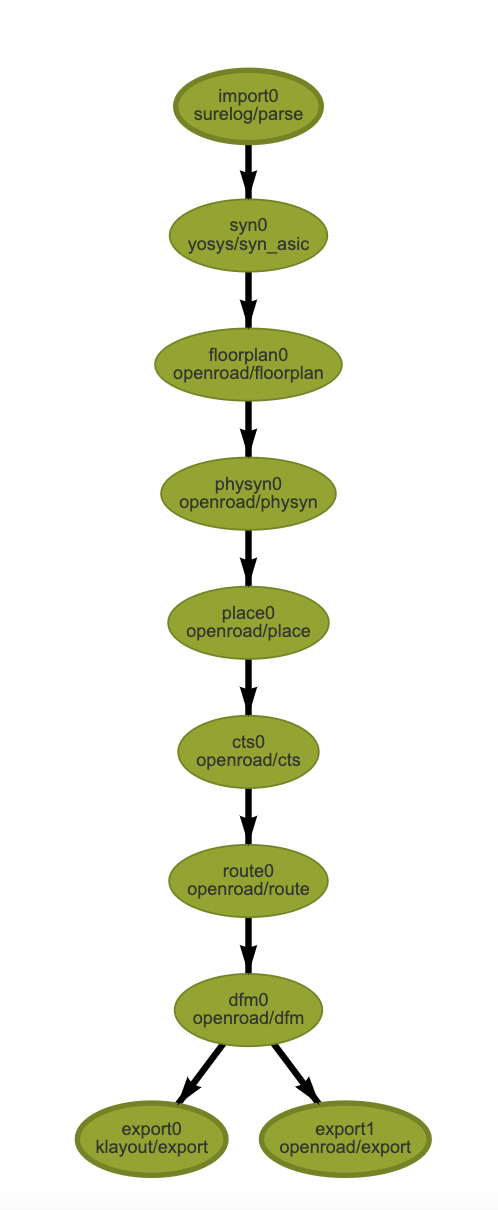 import0
surelog/parse
syn0
yosys/syn_asic
floorplan0
openroad/floorplan
physyn0
openroad/physyn
place0
openroad/place
cts0
openroad/cts
route0
openroad/route
dfm0
openroad/dfm
export0
klayout/export
export1
openroad/export